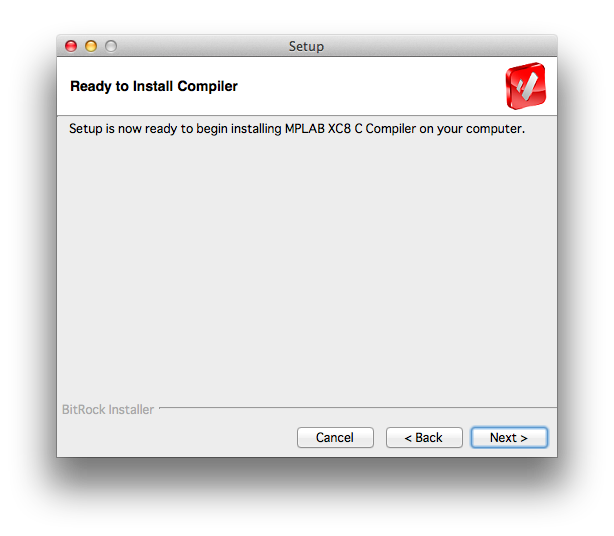 Setup
Ready to Install Compiler
Setup is now ready to begin installing MPLAB XC8 C Compiler on your computer.
BitRock Installer
Cancel
< Back
Next >